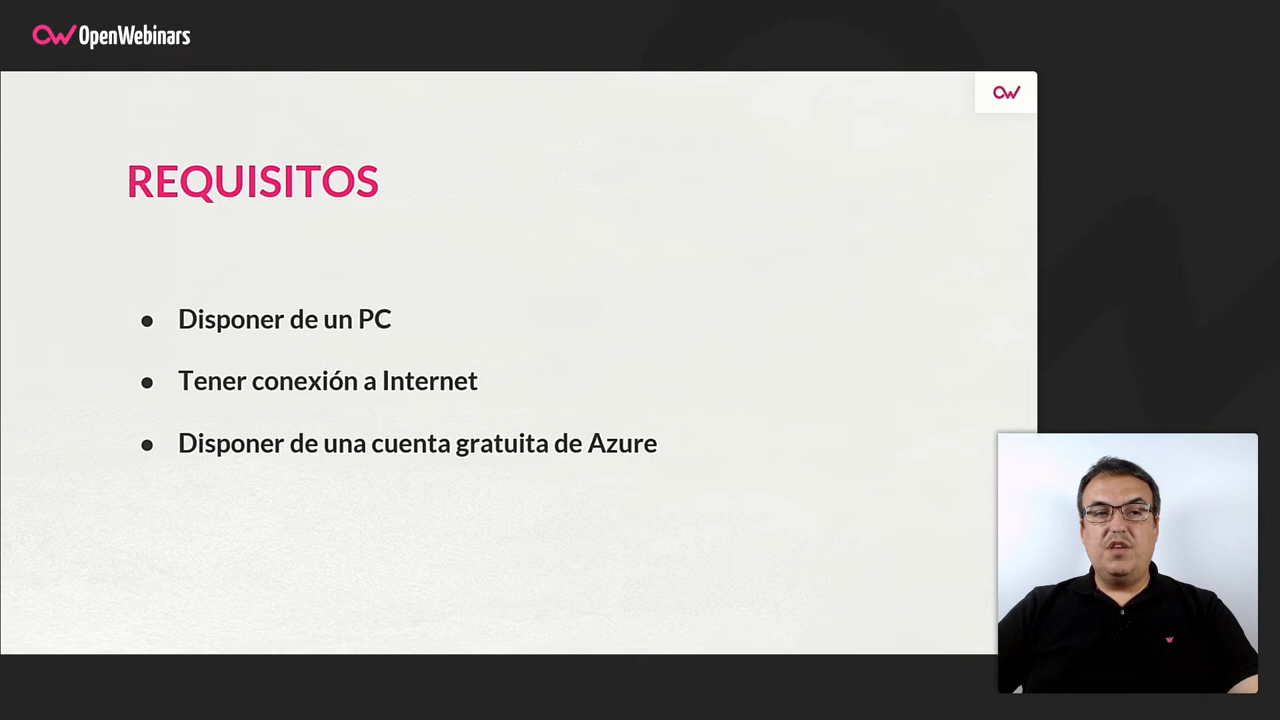 OpenWebinars
REQUISITOS
● Disponer de un PC
● Tener conexión a Internet
● Disponer de una cuenta gratuita de Azure